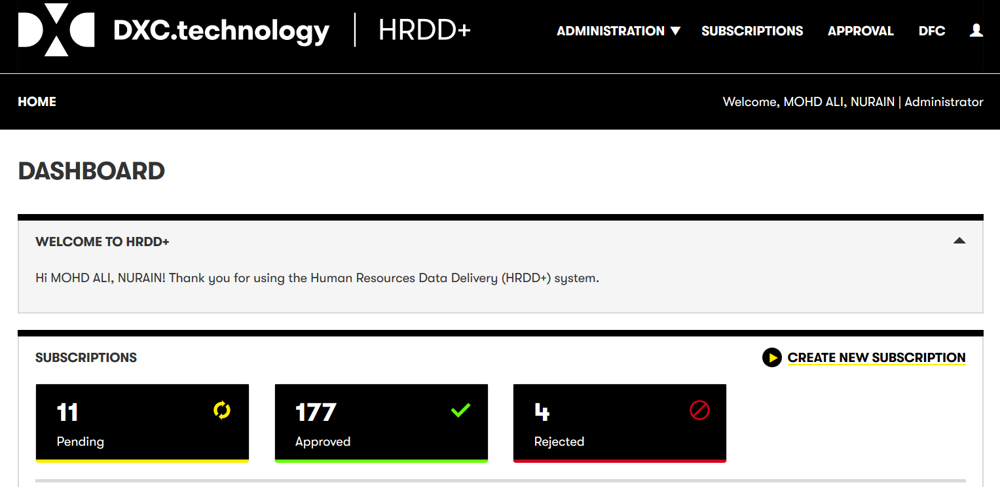 DXC.technology | HRDD+
ADMINISTRATION ▼ SUBSCRIPTIONS APPROVAL DFC
HOME
Welcome, MOHD ALI, NURAIN | Administrator
DASHBOARD
WELCOME TO HRDD+
Hi MOHD ALI, NURAIN! Thank you for using the Human Resources Data Delivery (HRDD+) system.
SUBSCRIPTIONS
CREATE NEW SUBSCRIPTION
11
Pending
177
Approved
4
Rejected